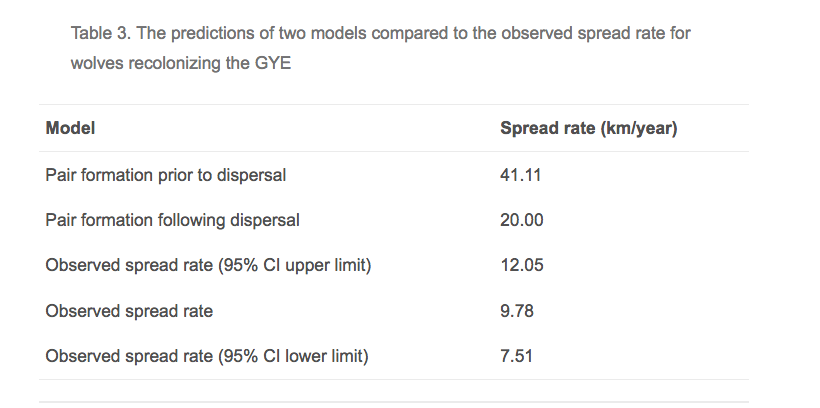 Table 3. The predictions of two models compared to the observed spread rate for
wolves recolonizing the GYE
Model Spread rate (km/year)
Pair formation prior to dispersal 41.11
Pair formation following dispersal 20.00
Observed spread rate (95% CI upper limit) 12.05
Observed spread rate 9.78
Observed spread rate (95% CI lower limit) 7.51